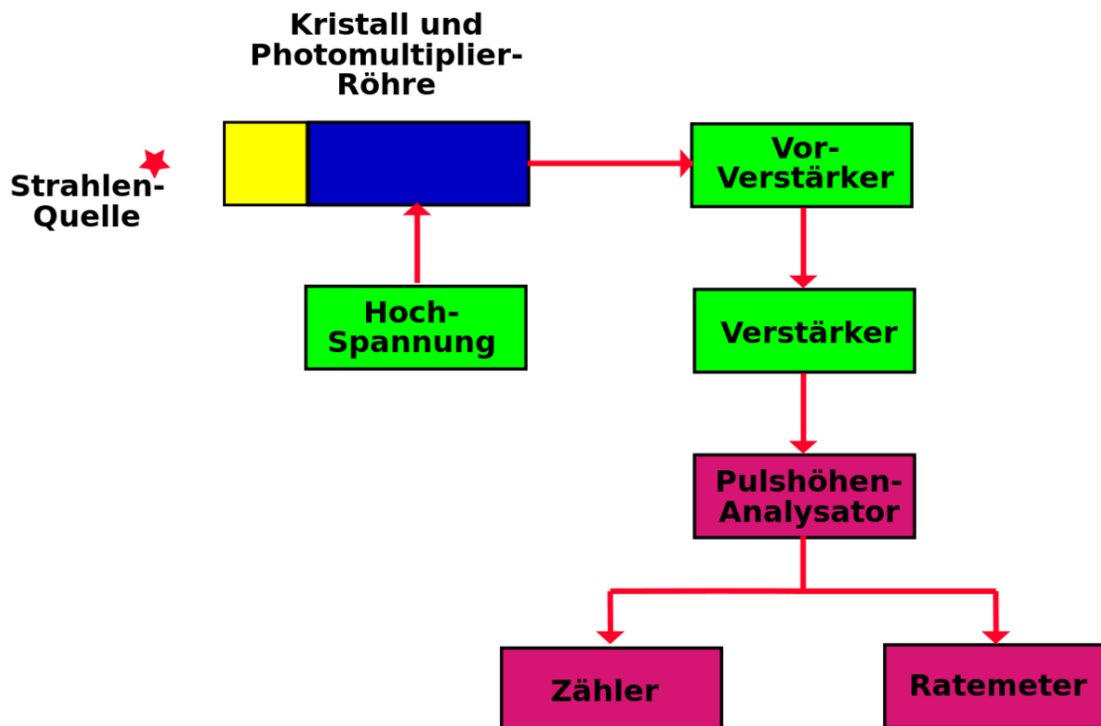 Kristall und
Photomultiplier-
Röhre
Strahlen-
Quelle
Vor-
Verstärker
Hoch-
Spannung
Verstärker
Pulshöhen-
Analysator
Zähler
Ratemeter